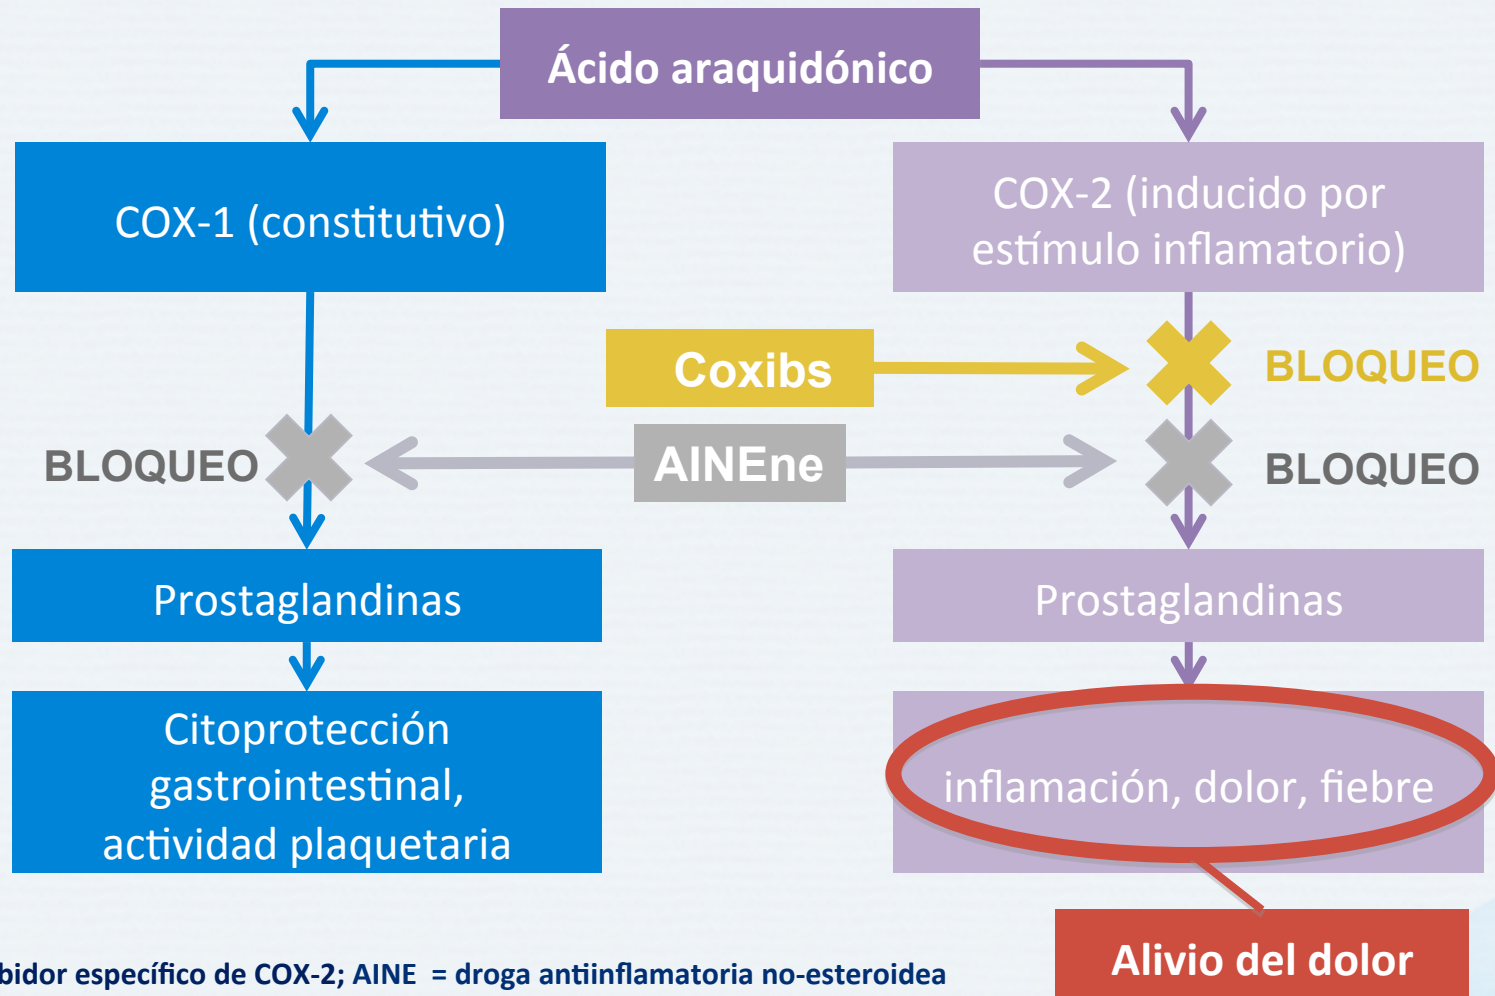 Ácido araquidónico
COX-1 (constitutivo)
COX-2 (inducido por
estímulo inflamatorio)
Coxibs
BLOQUEO
BLOQUEO
AINEne
BLOQUEO
Prostaglandinas
Prostaglandinas
Citoprotección
gastrointestinal,
actividad plaquetaria
inflamación, dolor, fiebre
Alivio del dolor
bidor específico de COX-2; AINE = droga antiinflamatoria no-esteroidea